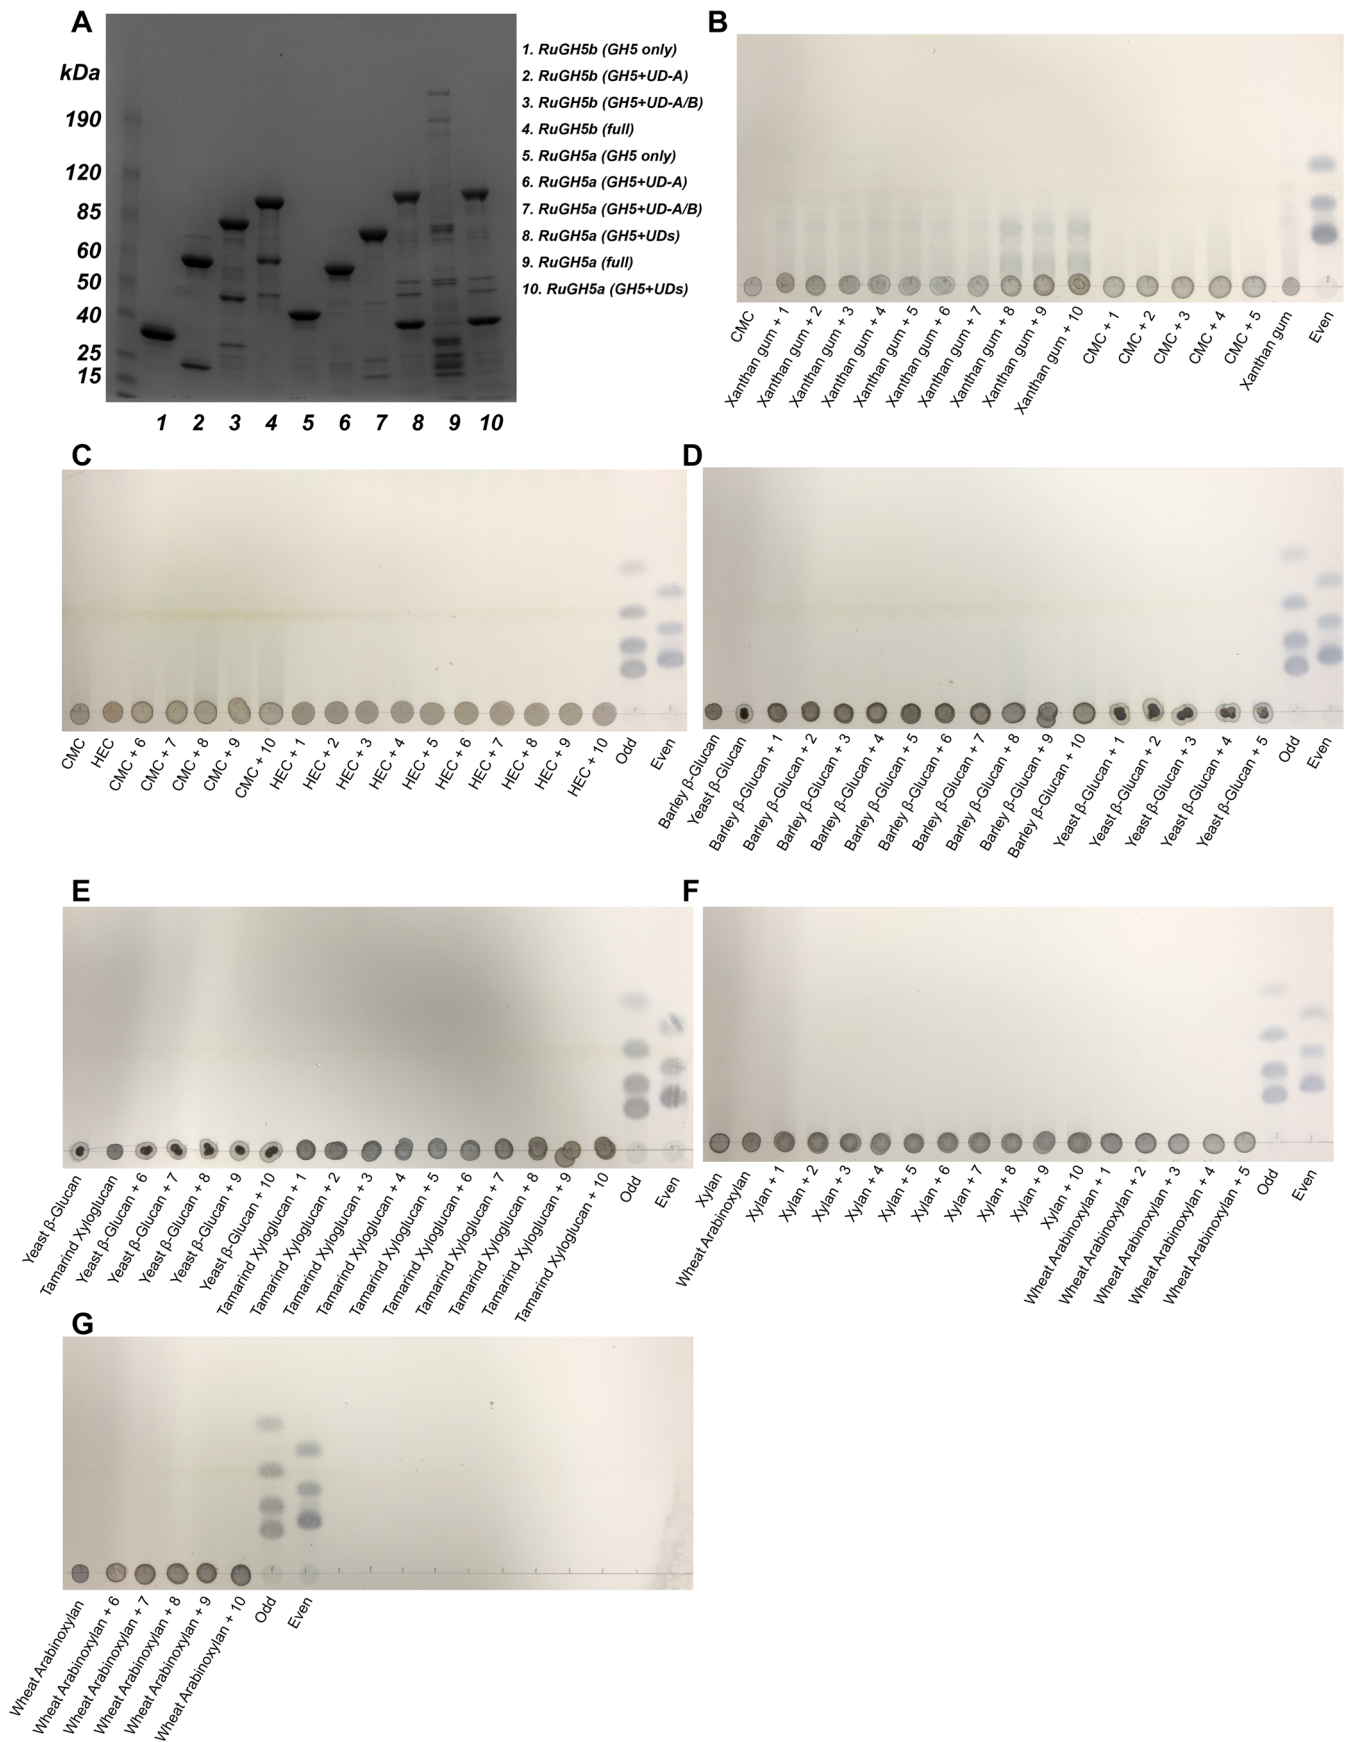 A
kDa
190
120
85
60
50
40
25
15
1 2 3 4 5 6 7 8 9 10
1. RuGH5b (GH5 only)
2. RuGH5b (GH5+UD-A)
3. RuGH5b (GH5+UD-A/B)
4. RuGH5b (full)
5. RuGH5a (GH5 only)
6. RuGH5a (GH5+UD-A)
7. RuGH5a (GH5+UD-A/B)
8. RuGH5a (GH5+UDs)
9. RuGH5a (full)
10. RuGH5a (GH5+UDs)
B
CMC
Xanthan gum + 1
Xanthan gum + 2
Xanthan gum + 3
Xanthan gum + 4
Xanthan gum + 5
Xanthan gum + 6
Xanthan gum + 7
Xanthan gum + 8
Xanthan gum + 9
Xanthan gum + 10
CMC + 1
CMC + 2
CMC + 3
CMC + 4
CMC + 5
Xanthan gum
Even
C
CMC
HEC
CMC + 6
CMC + 7
CMC + 8
CMC + 9
CMC + 10
HEC + 1
HEC + 2
HEC + 3
HEC + 4
HEC + 5
HEC + 6
HEC + 7
HEC + 8
HEC + 9
HEC + 10
Odd
Even
D
Barley β-Glucan
Yeast β-Glucan
Barley β-Glucan + 1
Barley β-Glucan + 2
Barley β-Glucan + 3
Barley β-Glucan + 4
Barley β-Glucan + 5
Barley β-Glucan + 6
Barley β-Glucan + 7
Barley β-Glucan + 8
Barley β-Glucan + 9
Barley β-Glucan + 10
Yeast β-Glucan + 1
Yeast β-Glucan + 2
Yeast β-Glucan + 3
Yeast β-Glucan + 4
Yeast β-Glucan + 5
Odd
Even
E
Yeast β-Glucan
Tamarind Xyloglucan
Yeast β-Glucan + 6
Yeast β-Glucan + 7
Yeast β-Glucan + 8
Yeast β-Glucan + 9
Yeast β-Glucan + 10
Tamarind Xyloglucan + 1
Tamarind Xyloglucan + 2
Tamarind Xyloglucan + 3
Tamarind Xyloglucan + 4
Tamarind Xyloglucan + 5
Tamarind Xyloglucan + 6
Tamarind Xyloglucan + 7
Tamarind Xyloglucan + 8
Tamarind Xyloglucan + 9
Tamarind Xyloglucan + 10
Odd
Even
F
Xylan
Wheat Arabinoxylan
Xylan + 1
Xylan + 2
Xylan + 3
Xylan + 4
Xylan + 5
Xylan + 6
Xylan + 7
Xylan + 8
Xylan + 9
Xylan + 10
Wheat Arabinoxylan + 1
Wheat Arabinoxylan + 2
Wheat Arabinoxylan + 3
Wheat Arabinoxylan + 4
Wheat Arabinoxylan + 5
Odd
Even
G
Wheat Arabinoxylan
Wheat Arabinoxylan + 6
Wheat Arabinoxylan + 7
Wheat Arabinoxylan + 8
Wheat Arabinoxylan + 9
Wheat Arabinoxylan + 10
Odd
Even